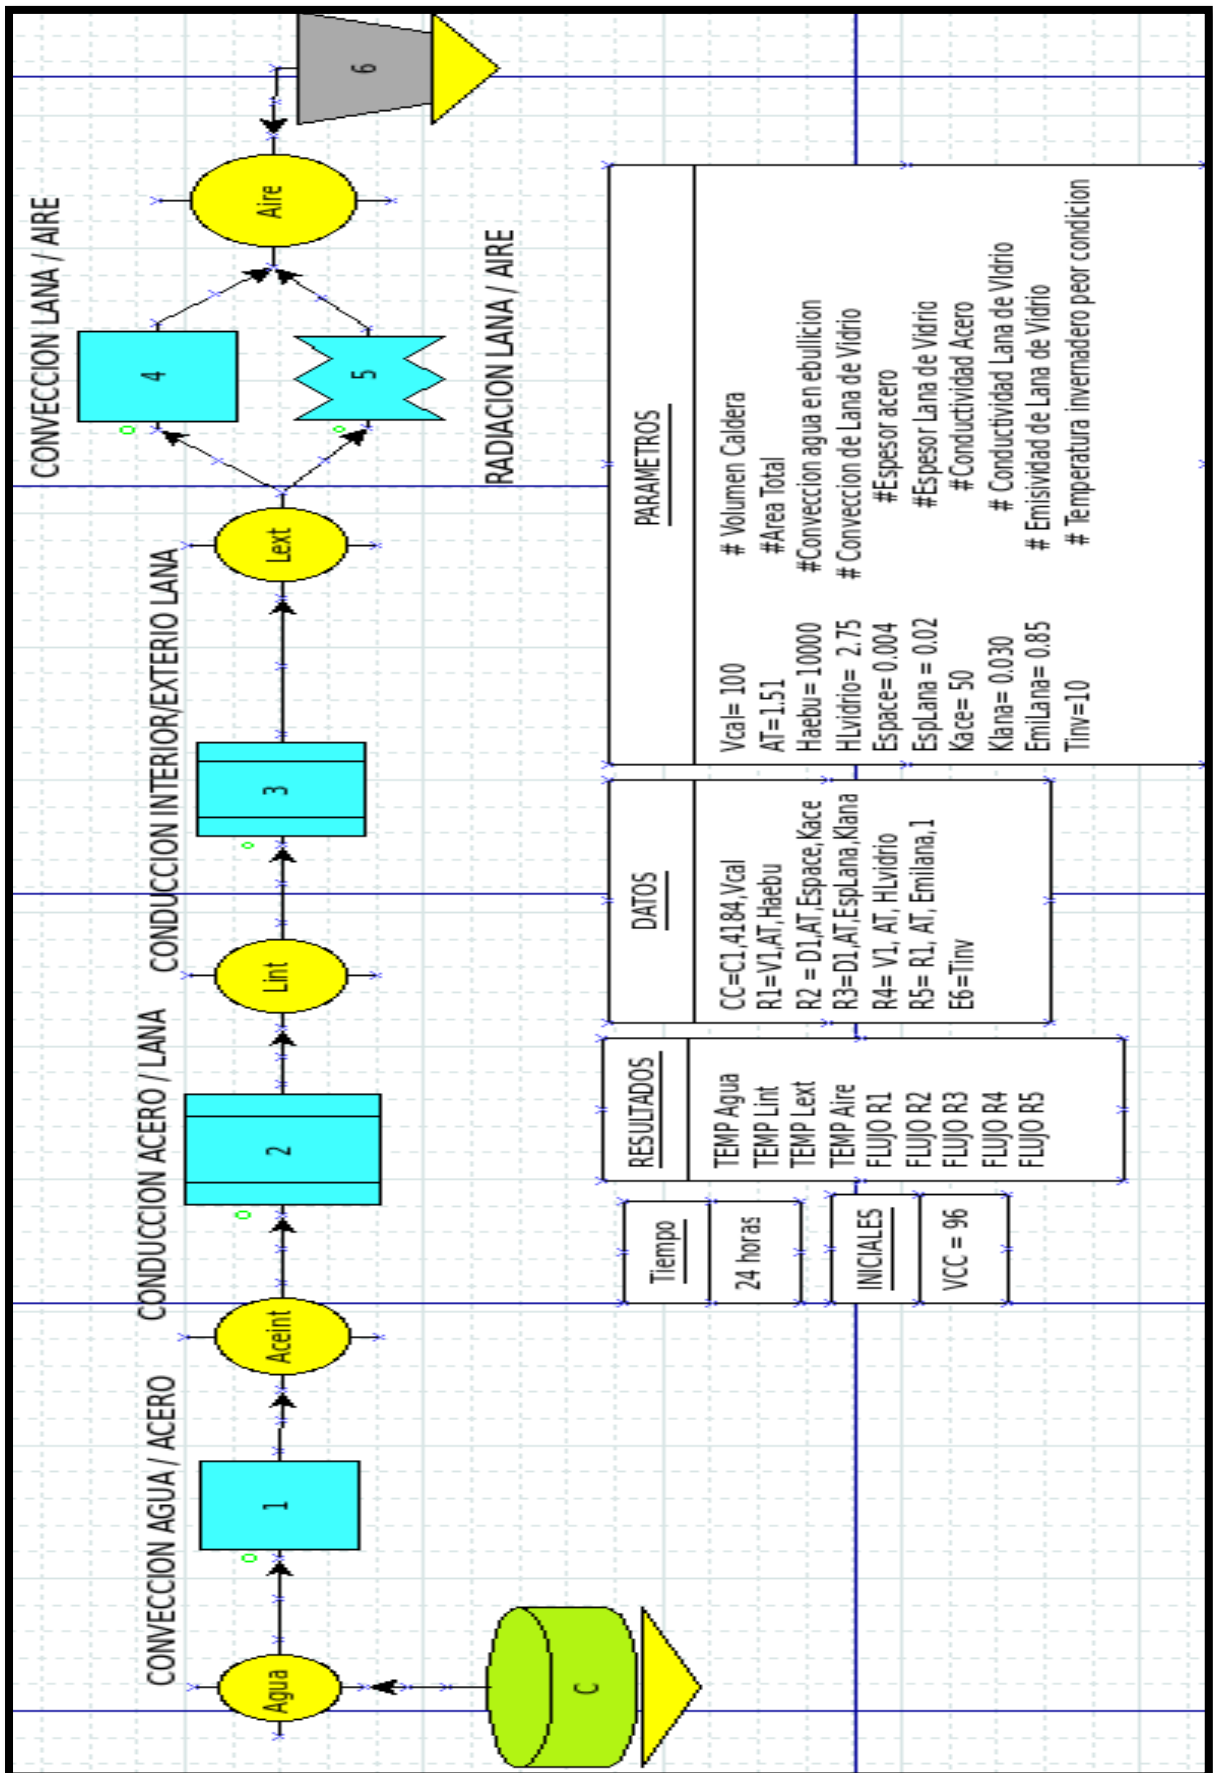 CONVECCION AGUA / ACERO
CONDUCCION ACERO / LANA
CONDUCCION INTERIOR/EXTERIO LANA
CONVECCION LANA / AIRE
Agua
1
Aceint
2
Lint
3
Lext
4
5
Aire
6
RADIACION LANA / AIRE
C
Tiempo
24 horas
INICIALES
VCC = 96
RESULTADOS
TEMP Agua
TEMP Lint
TEMP Lext
TEMP Aire
FLUJO R1
FLUJO R2
FLUJO R3
FLUJO R4
FLUJO R5
DATOS
CC=C1,4184,Vcal
R1=V1,AT,Haebu
R2 = D1,AT,Espace,Kace
R3=D1,AT,EspLana,Klana
R4= V1, AT, HLvidrio
R5= R1, AT, Emilana,1
E6=Tinv
PARAMETROS
Vcal= 100 # Volumen Caldera
AT=1.51 #Area Total
Haebu= 10000 #Conveccion agua en ebullicion
HLvidrio= 2.75 # Conveccion de Lana de Vidrio
Espace= 0.004 #Espesor acero
EspLana = 0.02 #Espesor Lana de Vidrio
Kace= 50 #Conductividad Acero
Klana= 0.030 # Conductividad Lana de VIdrio
EmiLana= 0.85 # Emisividad de Lana de Vidrio
Tinv=10 # Temperatura invernadero peor condicion